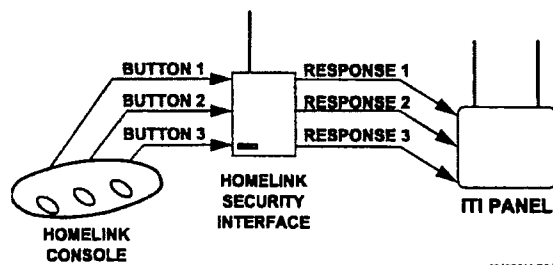 BUTTON 1
RESPONSE 1
BUTTON 2
RESPONSE 2
BUTTON 3
RESPONSE 3
HOMELINK
SECURITY
INTERFACE
ITI PANEL
HOMELINK
CONSOLE